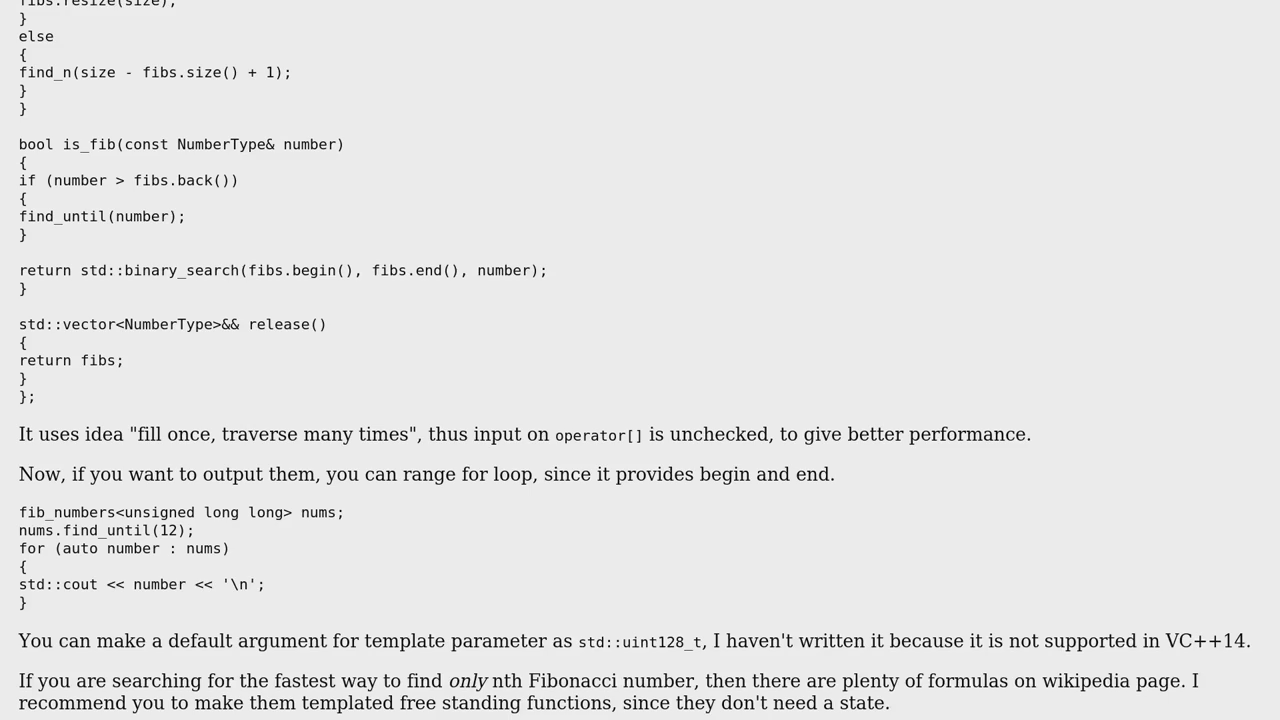 fibs.resize(size);
}
else
{
find_n(size - fibs.size() + 1);
}
}
bool is_fib(const NumberType& number)
{
if (number > fibs.back())
{
find_until(number);
}
return std::binary_search(fibs.begin(), fibs.end(), number);
}
std::vector<NumberType>&& release()
{
return fibs;
}
};
It uses idea "fill once, traverse many times", thus input on operator[] is unchecked, to give better performance.
Now, if you want to output them, you can range for loop, since it provides begin and end.
fib_numbers<unsigned long long> nums;
nums.find_until(12);
for (auto number : nums)
{
std::cout << number << '\n';
}
You can make a default argument for template parameter as std::uint128_t, I haven't written it because it is not supported in VC++14.
If you are searching for the fastest way to find only nth Fibonacci number, then there are plenty of formulas on wikipedia page. I
recommend you to make them templated free standing functions, since they don't need a state.